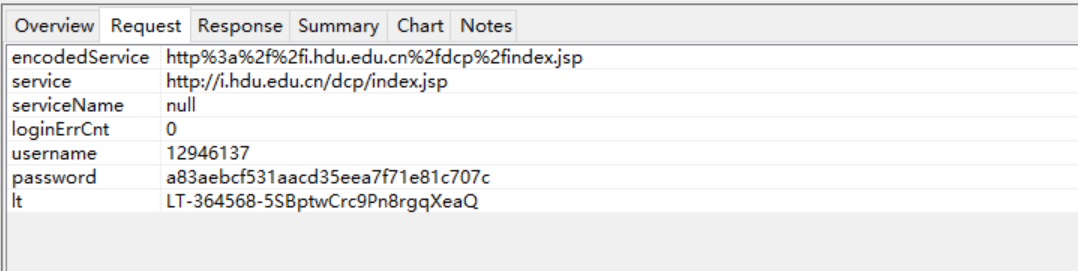 Overview Request Response Summary Chart Notes
encodedService http%3a%2f%2fi.hdu.edu.cn%2fdcp%2findex.jsp
service http://i.hdu.edu.cn/dcp/index.jsp
serviceName null
loginErrCnt 0
username 12946137
password a83aebcf531aacd35eea7f71e81c707c
lt LT-364568-5SBptwCrc9Pn8rgqXeaQ